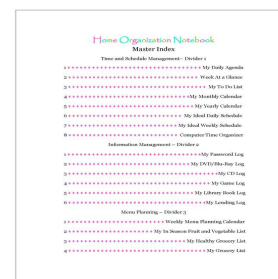 Home Organization Notebook
Master Index
Time and Schedule Management– Divider 1
1 My Daily Agenda
2 Week At a Glance
3 My To Do List
4 My Monthly Calendar
5 My Yearly Calendar
6 My Ideal Daily Schedule
7 My Ideal Weekly Schedule
8 Computer Time Organizer
Information Management – Divider 2
1 My Password Log
2 My DVD/Blu-Ray Log
3 My CD Log
4 My Game Log
5 My Library Book Log
6 My Lending Log
Menu Planning – Divider 3
1 Weekly Menu Planning Calendar
2 My In Season Fruit and Vegetable List
3 My Healthy Grocery List
4 My Grocery List